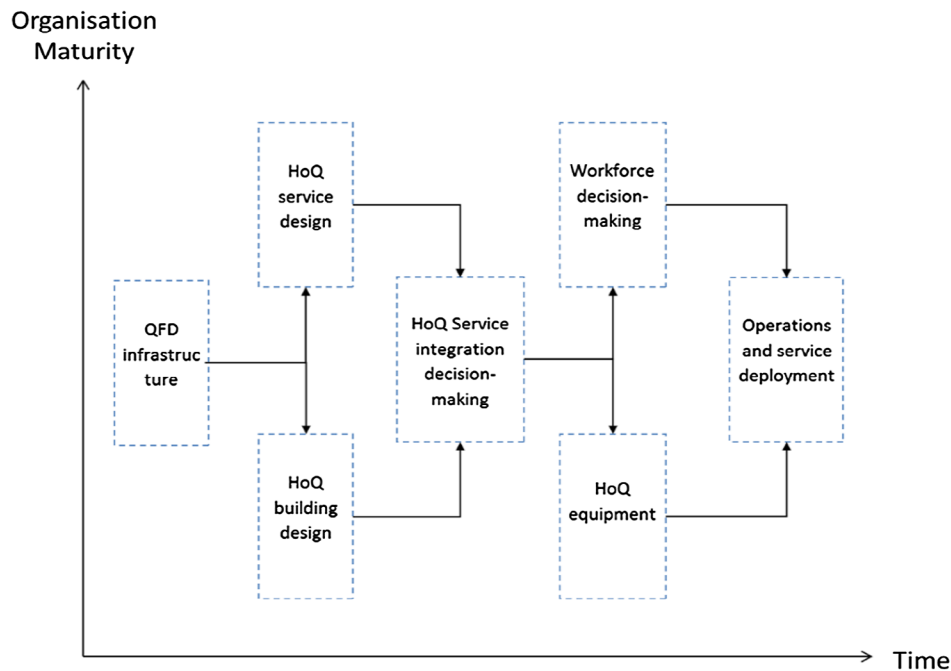 Organisation
Maturity
HoQ
service
design
Workforce
decision-
making
QFD
infrastruc
ture
HoQ Service
integration
decision-
making
Operations
and service
deployment
HoQ
building
design
HoQ
equipment
Time